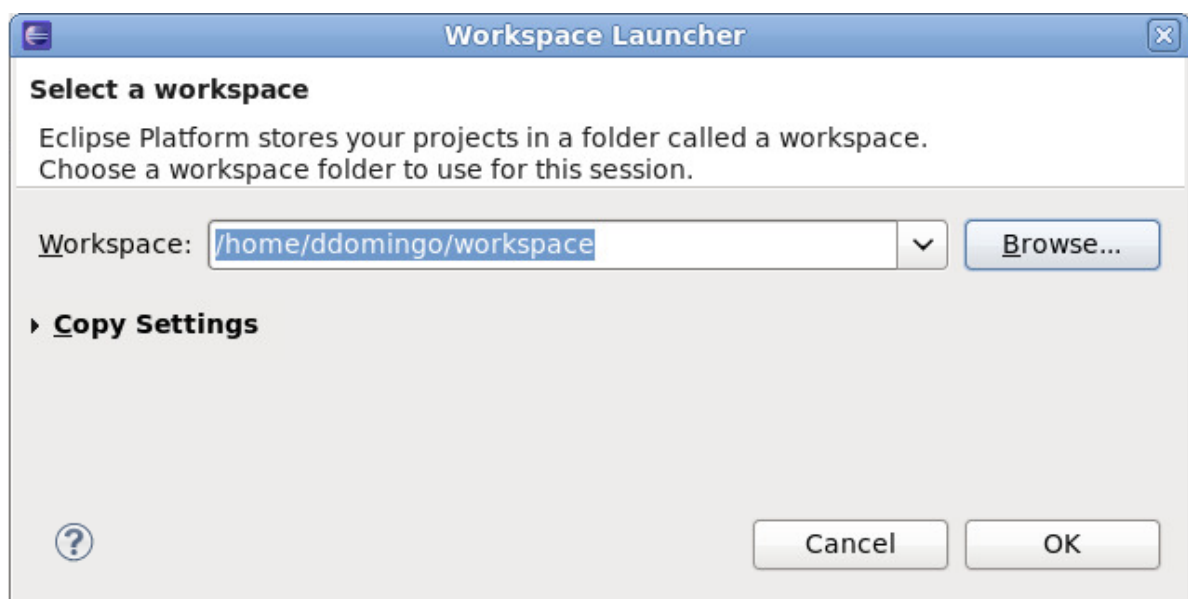 Workspace Launcher
Select a workspace
Eclipse Platform stores your projects in a folder called a workspace.
Choose a workspace folder to use for this session.
Workspace: /home/ddomingo/workspace Browse...
Copy Settings
? Cancel OK